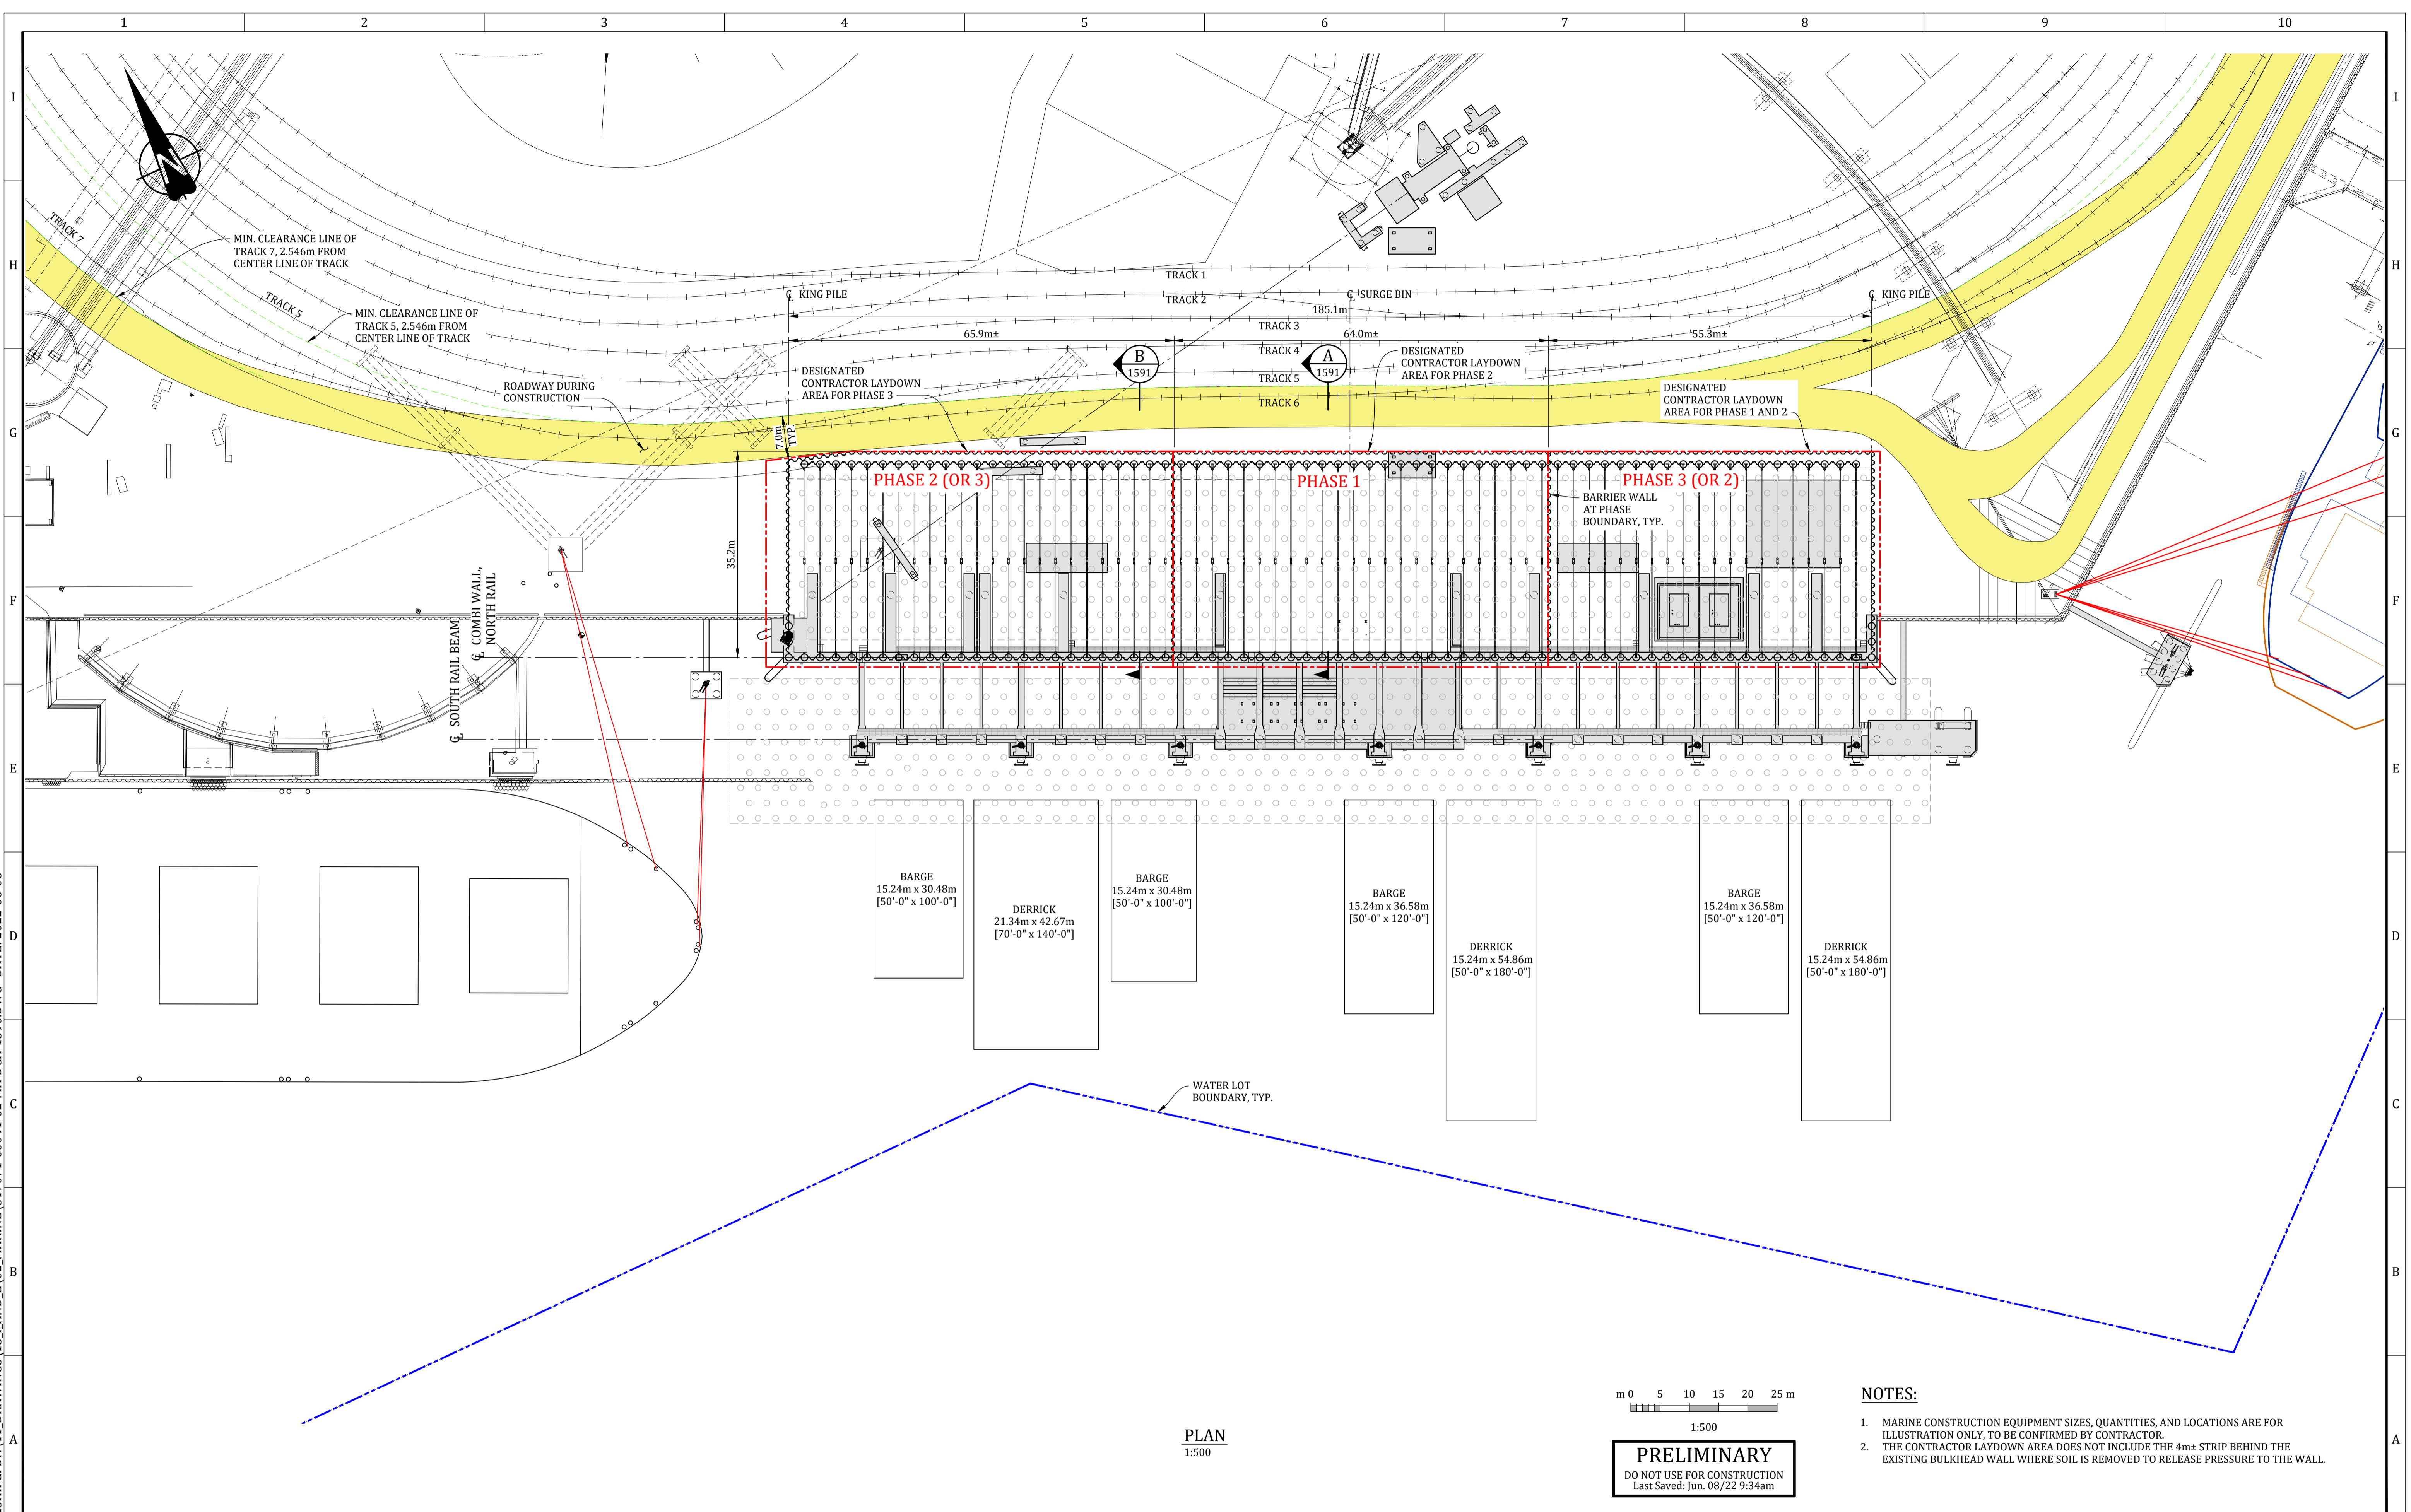 1 2 3 4 5 6 7 8 9 10
I
I
H
H
G
G
F
F
E
E
D
D
C
C
B
B
A
A
TRACK 7
MIN. CLEARANCE LINE OF
TRACK 7, 2.546m FROM
CENTER LINE OF TRACK
TRACK 5
MIN. CLEARANCE LINE OF
TRACK 5, 2.546m FROM
CENTER LINE OF TRACK
ROADWAY DURING
CONSTRUCTION
TRACK 1
TRACK 2
TRACK 3
TRACK 4
TRACK 5
TRACK 6
℄ KING PILE
℄ SURGE BIN
℄ KING PILE
185.1m
65.9m±
64.0m±
55.3m±
B
1591
A
1591
DESIGNATED
CONTRACTOR LAYDOWN
AREA FOR PHASE 3
DESIGNATED
CONTRACTOR LAYDOWN
AREA FOR PHASE 2
DESIGNATED
CONTRACTOR LAYDOWN
AREA FOR PHASE 1 AND 2
7.0m
TYP.
35.2m
PHASE 2 (OR 3)
PHASE 1
PHASE 3 (OR 2)
BARRIER WALL
AT PHASE
BOUNDARY, TYP.
℄ SOUTH RAIL BEAM
℄ COMBI WALL,
NORTH RAIL
BARGE
15.24m x 30.48m
[50'-0" x 100'-0"]
DERRICK
21.34m x 42.67m
[70'-0" x 140'-0"]
BARGE
15.24m x 30.48m
[50'-0" x 100'-0"]
BARGE
15.24m x 36.58m
[50'-0" x 120'-0"]
DERRICK
15.24m x 54.86m
[50'-0" x 180'-0"]
BARGE
15.24m x 36.58m
[50'-0" x 120'-0"]
DERRICK
15.24m x 54.86m
[50'-0" x 180'-0"]
WATER LOT
BOUNDARY, TYP.
PLAN
1:500
m 0 5 10 15 20 25 m
1:500
PRELIMINARY
DO NOT USE FOR CONSTRUCTION
Last Saved: Jun. 08/22 9:34am
NOTES:
1. MARINE CONSTRUCTION EQUIPMENT SIZES, QUANTITIES, AND LOCATIONS ARE FOR
ILLUSTRATION ONLY, TO BE CONFIRMED BY CONTRACTOR.
2. THE CONTRACTOR LAYDOWN AREA DOES NOT INCLUDE THE 4m± STRIP BEHIND THE
EXISTING BULKHEAD WALL WHERE SOIL IS REMOVED TO RELEASE PRESSURE TO THE WALL.